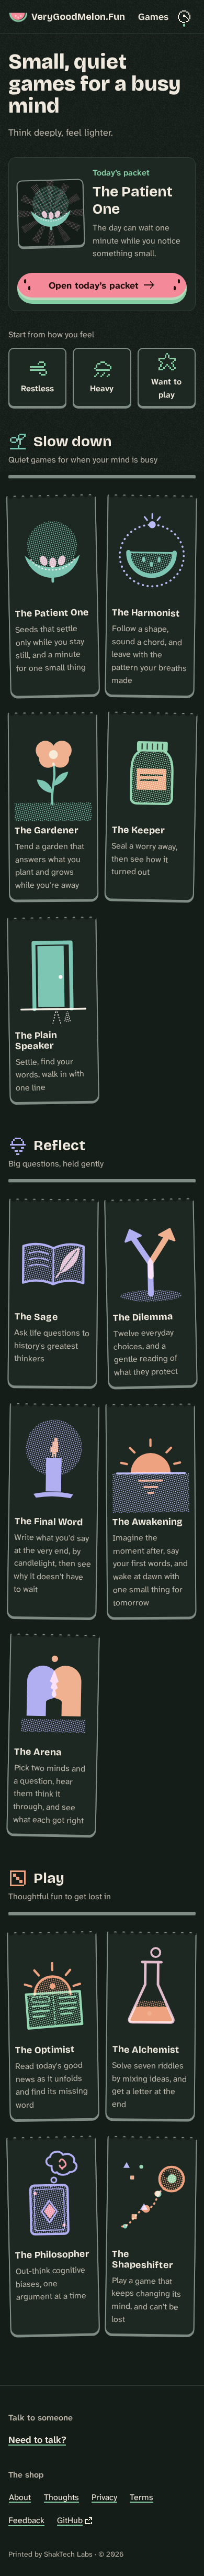 VeryGoodMelon.Fun Games
Small, quiet
games for a busy
mind
Think deeply, feel lighter.
Today's packet
The Patient
One
The day can wait one
minute while you notice
something small.
Open today's packet →
Start from how you feel
Restless
Heavy
Want to
play
Slow down
Quiet games for when your mind is busy
The Patient One
Seeds that settle
only while you stay
still, and a minute
for one small thing
The Harmonist
Follow a shape,
sound a chord, and
leave with the
pattern your breaths
made
The Gardener
Tend a garden that
answers what you
plant and grows
while you're away
The Keeper
Seal a worry away,
then see how it
turned out
The Plain
Speaker
Settle, find your
words, walk in with
one line
Reflect
Big questions, held gently
The Sage
Ask life questions to
history's greatest
thinkers
The Dilemma
Twelve everyday
choices, and a
gentle reading of
what they protect
The Final Word
Write what you'd say
at the very end, by
candlelight, then see
why it doesn't have
to wait
The Awakening
Imagine the
moment after, say
your first words, and
wake at dawn with
one small thing for
tomorrow
The Arena
Pick two minds and
a question, hear
them think it
through, and see
what each got right
Play
Thoughtful fun to get lost in
The Optimist
Read today's good
news as it unfolds
and find its missing
word
The Alchemist
Solve seven riddles
by mixing ideas, and
get a letter at the
end
The Philosopher
Out-think cognitive
biases, one
argument at a time
The
Shapeshifter
Play a game that
keeps changing its
mind, and can't be
lost
Talk to someone
Need to talk?
The shop
About Thoughts Privacy Terms
Feedback GitHub
Printed by ShakTech Labs · © 2026